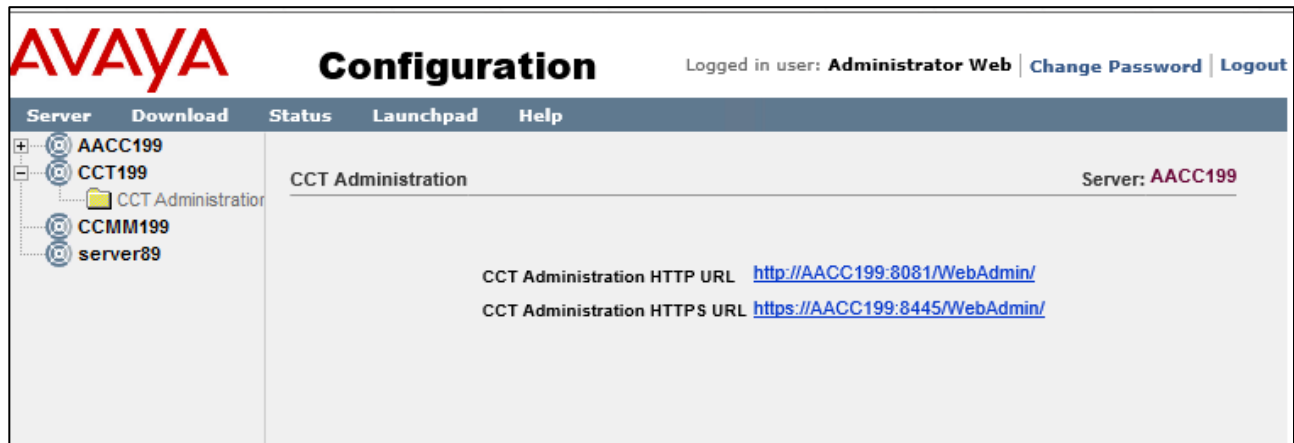 AVAYA
Configuration
Logged in user: Administrator Web | Change Password | Logout
Server Download Status Launchpad Help
AACC199
CCT199
CCT Administration
CCMM199
server89
CCT Administration
Server: AACC199
CCT Administration HTTP URL http://AACC199:8081/WebAdmin/
CCT Administration HTTPS URL https://AACC199:8445/WebAdmin/